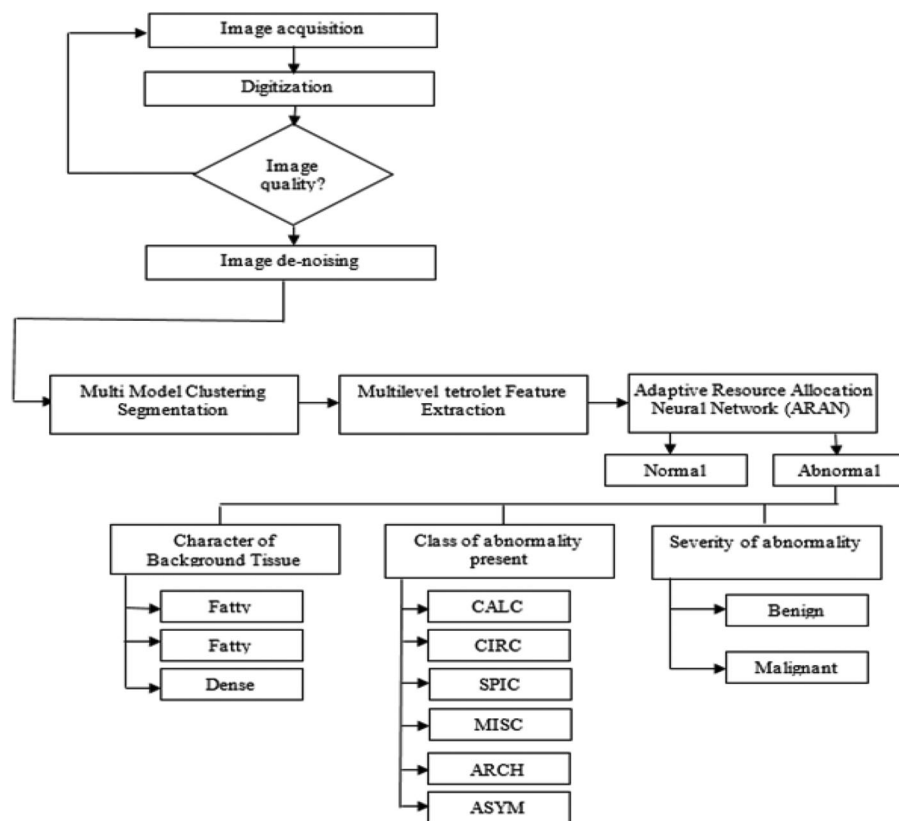 Image acquisition
Digitization
Image
quality?
Image de-noising
Multi Model Clustering
Segmentation
Multilevel tetrolet Feature
Extraction
Adaptive Resource Allocation
Neural Network (ARAN)
Normal
Abnormal
Character of
Background Tissue
Fatty
Fatty
Dense
Class of abnormality
present
CALC
CIRC
SPIC
MISC
ARCH
ASYM
Severity of abnormality
Benign
Malignant